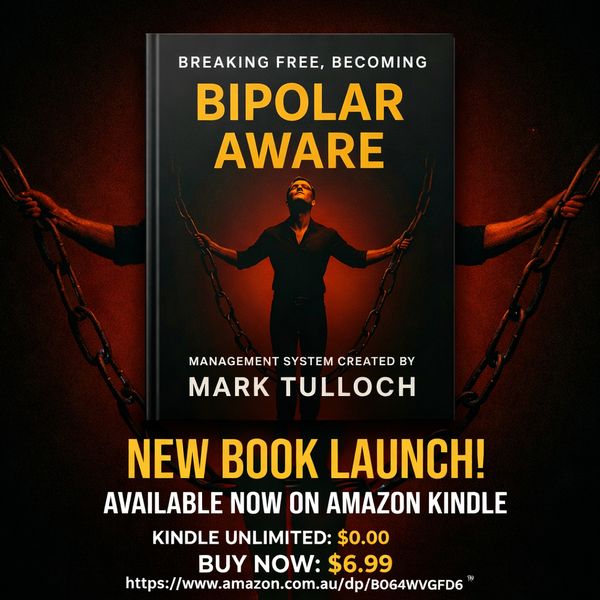 BREAKING FREE, BECOMING
BIPOLAR
AWARE
MANAGEMENT SYSTEM CREATED BY
MARK TULLOCH
NEW BOOK LAUNCH!
AVAILABLE NOW ON AMAZON KINDLE
KINDLE UNLIMITED: $0.00
BUY NOW: $6.99
https://www.amazon.com.au/dp/B064WVGFD6